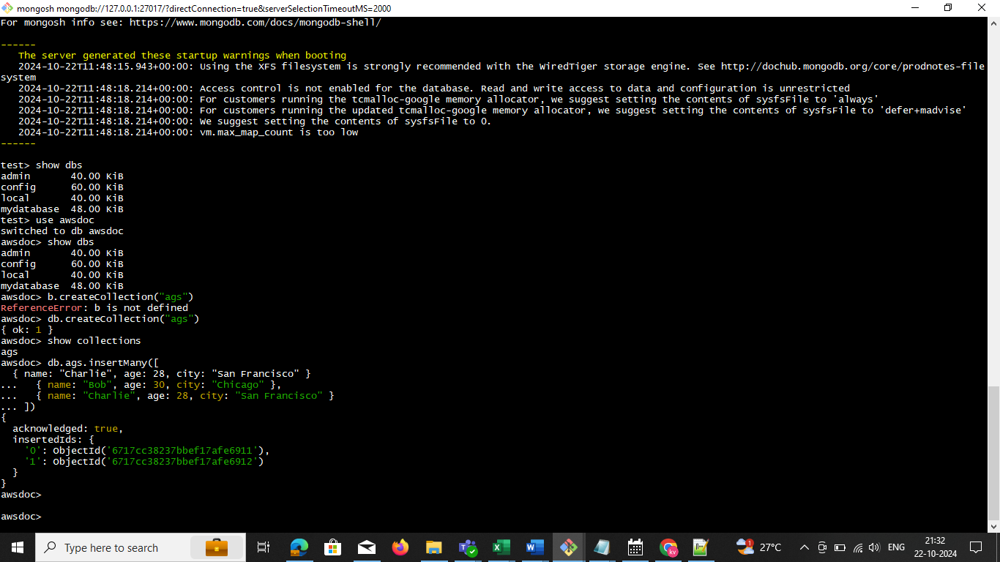 mongosh mongodb://127.0.0.1:27017/?directConnection=true&serverSelectionTimeoutMS=2000
For mongosh info see: https://www.mongodb.com/docs/mongodb-shell/
------
   The server generated these startup warnings when booting
   2024-10-22T11:48:15.943+00:00: Using the XFS filesystem is strongly recommended with the WiredTiger storage engine. See http://dochub.mongodb.org/core/prodnotes-file
system
   2024-10-22T11:48:18.214+00:00: Access control is not enabled for the database. Read and write access to data and configuration is unrestricted
   2024-10-22T11:48:18.214+00:00: For customers running the tcmalloc-google memory allocator, we suggest setting the contents of sysfsFile to 'always'
   2024-10-22T11:48:18.214+00:00: For customers running the updated tcmalloc-google memory allocator, we suggest setting the contents of sysfsFile to 'defer+madvise'
   2024-10-22T11:48:18.214+00:00: We suggest setting the contents of sysfsFile to 0.
   2024-10-22T11:48:18.214+00:00: vm.max_map_count is too low
------
test> show dbs
admin       40.00 KiB
config      60.00 KiB
local       40.00 KiB
mydatabase  48.00 KiB
test> use awsdoc
switched to db awsdoc
awsdoc> show dbs
admin       40.00 KiB
config      60.00 KiB
local       40.00 KiB
mydatabase  48.00 KiB
awsdoc> b.createCollection("ags")
ReferenceError: b is not defined
awsdoc> db.createCollection("ags")
{ ok: 1 }
awsdoc> show collections
ags
awsdoc> db.ags.insertMany([
  { name: "Charlie", age: 28, city: "San Francisco" }
...   { name: "Bob", age: 30, city: "Chicago" },
...   { name: "Charlie", age: 28, city: "San Francisco" }
... ])
{
  acknowledged: true,
  insertedIds: {
    '0': ObjectId('6717cc38237bbef17afe6911'),
    '1': ObjectId('6717cc38237bbef17afe6912')
  }
}
awsdoc>
awsdoc>
Type here to search
kv
1
27°C
ENG
21:32
22-10-2024